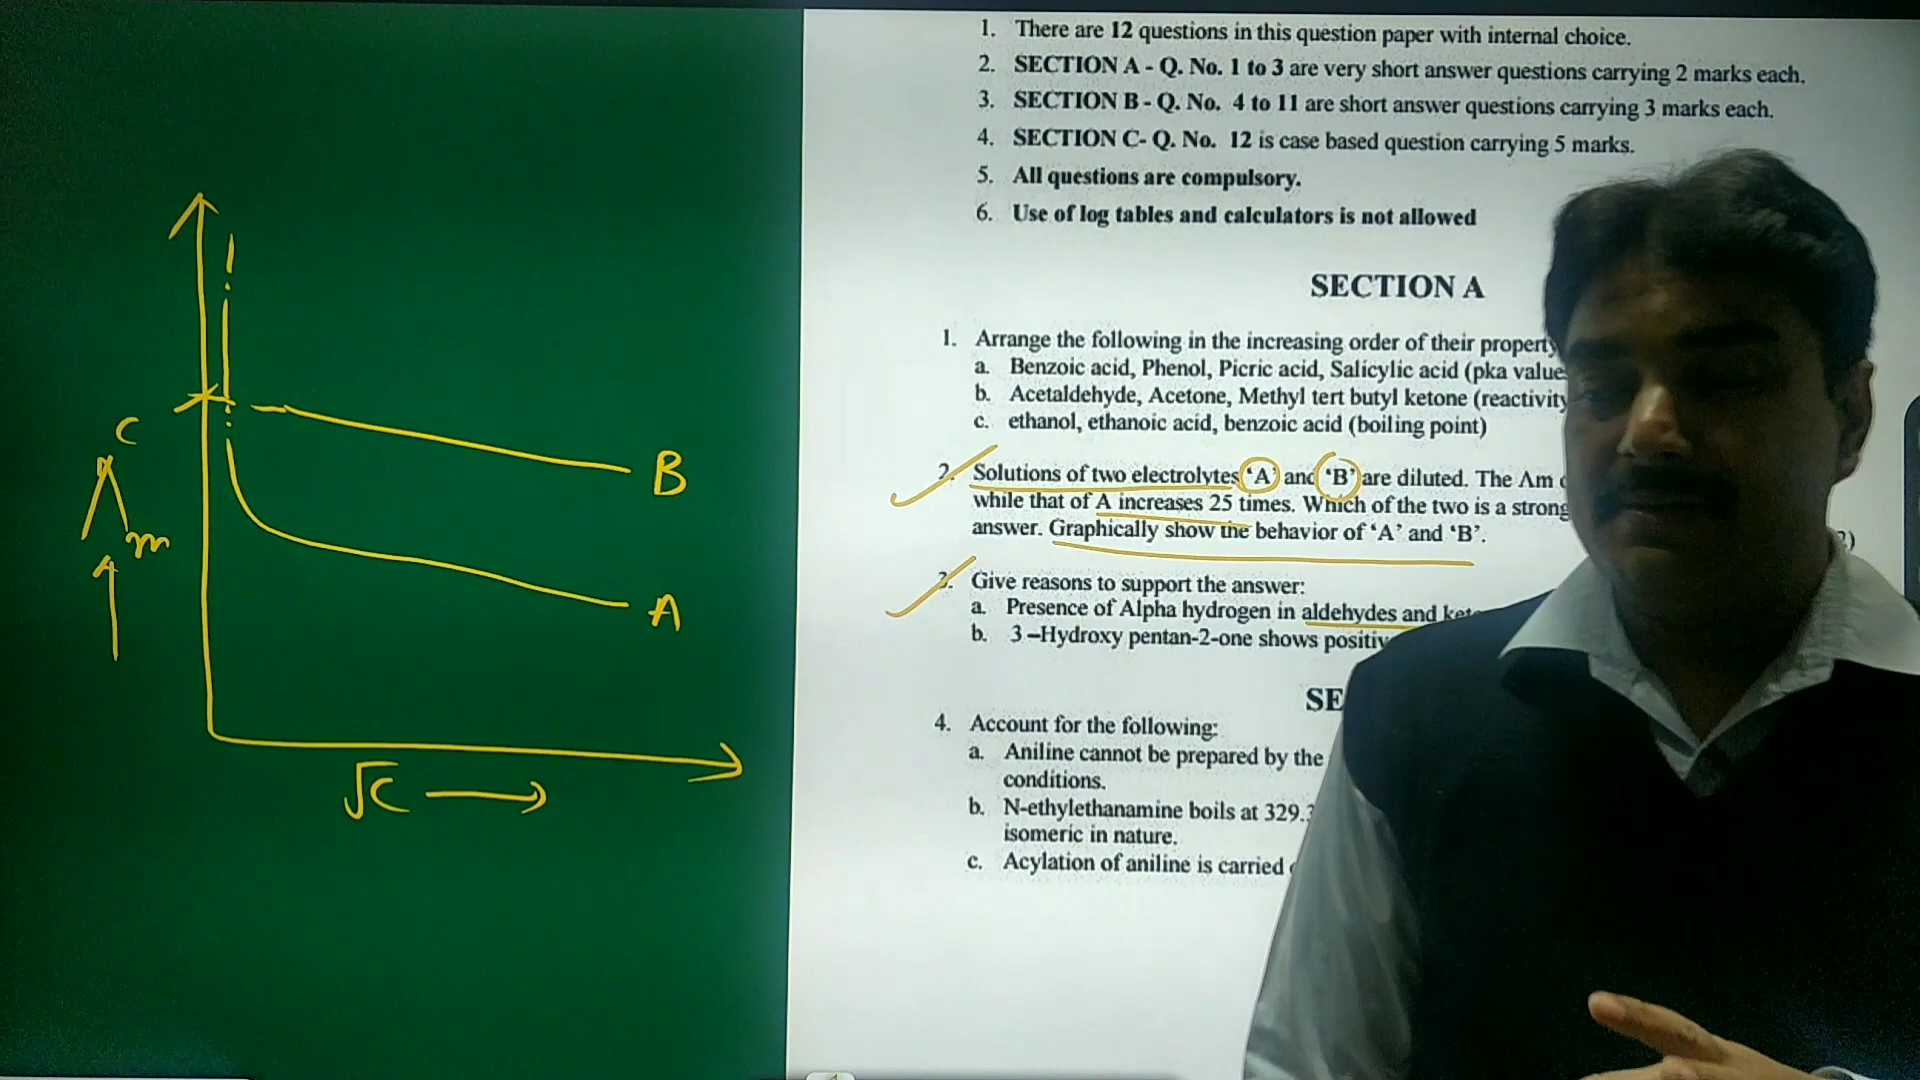 1. There are 12 questions in this question paper with internal choice.
2. SECTION A - Q. No. 1 to 3 are very short answer questions carrying 2 marks each.
3. SECTION B - Q. No. 4 to 11 are short answer questions carrying 3 marks each.
4. SECTION C- Q. No. 12 is case based question carrying 5 marks.
5. All questions are compulsory.
6. Use of log tables and calculators is not allowed
SECTION A
1. Arrange the following in the increasing order of their property
a. Benzoic acid, Phenol, Picric acid, Salicylic acid (pka value
b. Acetaldehyde, Acetone, Methyl tert butyl ketone (reactivity
c. ethanol, ethanoic acid, benzoic acid (boiling point)
2. Solutions of two electrolytes 'A' and 'B' are diluted. The Λm
while that of A increases 25 times. Which of the two is a strong
answer. Graphically show the behavior of 'A' and 'B'.
3. Give reasons to support the answer:
a. Presence of Alpha hydrogen in aldehydes and
b. 3–Hydroxy pentan-2-one shows
4. Account for the following:
a. Aniline cannot be prepared by the
conditions.
b. N-ethylethanamine boils at 329.
isomeric in nature.
c. Acylation of aniline is carried
C
Λm
B
A
√C